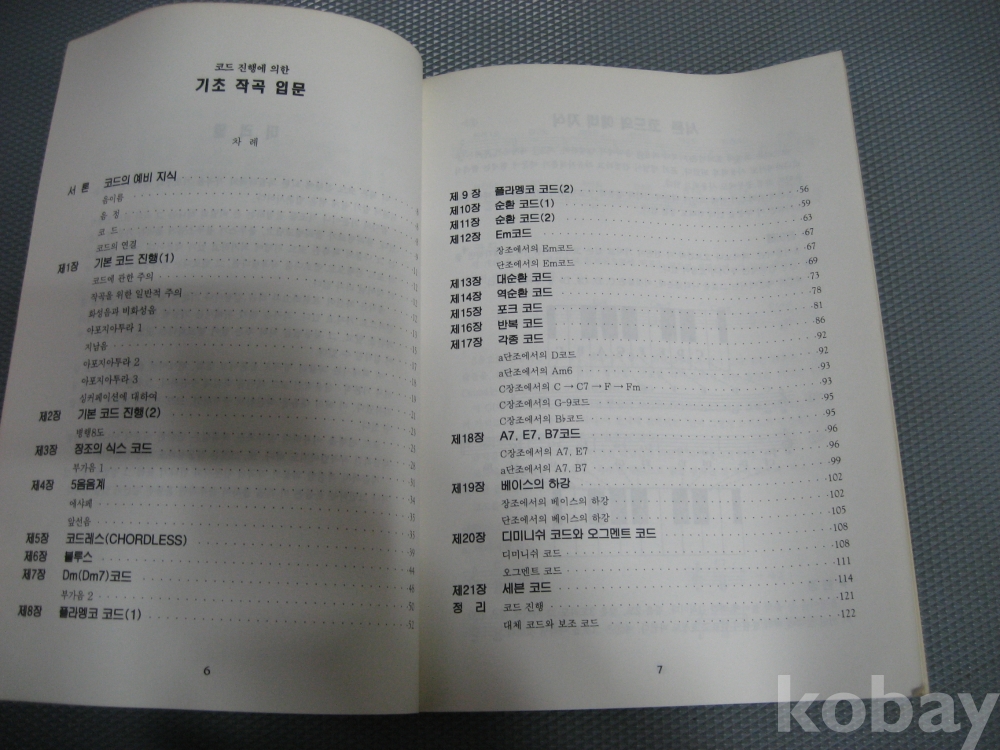 코드 진행에 의한
기초 작곡 입문
차 례
서 론 코드의 예비 지식
음이름
음 정
코 드
코드의 연결
제1장 기본 코드 진행(1)
코드에 관한 주의
작곡을 위한 일반적 주의
화성음과 비화성음
아포지아투라 1
지남음
아포지아투라 2
아포지아투라 3
싱커페이션에 대하여
제2장 기본 코드 진행(2)
병행8도
제3장 장조의 식스 코드
부가음 1
제4장 5음음계
에샤페
앞선음
제5장 코드레스(CHORDLESS)
제6장 블루스
제7장 Dm(Dm7)코드
부가음 2
제8장 플라멩코 코드(1) 52
6
제 9 장 플라멩코 코드(2) 56
제10장 순환 코드(1) 59
제11장 순환 코드(2) 63
제12장 Em코드 67
장조에서의 Em코드 67
단조에서의 Em코드 69
제13장 대순환 코드 73
제14장 역순환 코드 78
제15장 포크 코드 81
제16장 반복 코드 86
제17장 각종 코드 92
a단조에서의 D코드 92
a단조에서의 Am6 93
C장조에서의 C → C7 → F → Fm 93
C장조에서의 G-9코드 95
C장조에서의 B♭코드 95
제18장 A7, E7, B7코드 96
C장조에서의 A7, E7 96
a단조에서의 A7, B7 99
제19장 베이스의 하강 102
장조에서의 베이스의 하강 102
단조에서의 베이스의 하강 105
제20장 디미니쉬 코드와 오그멘트 코드 108
디미니쉬 코드 108
오그멘트 코드 111
제21장 세븐 코드 114
정 리 코드 진행 121
대체 코드와 보조 코드 122
7
kobay